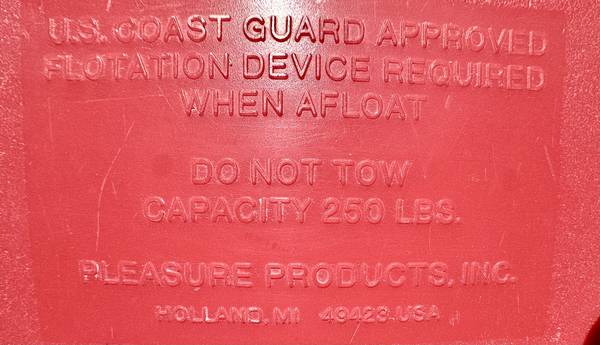 U.S. COAST GUARD APPROVED
FLOTATION DEVICE REQUIRED
WHEN AFLOAT
DO NOT TOW
CAPACITY 250 LBS.
PLEASURE PRODUCTS, INC.
HOLLAND, MI 49423 USA